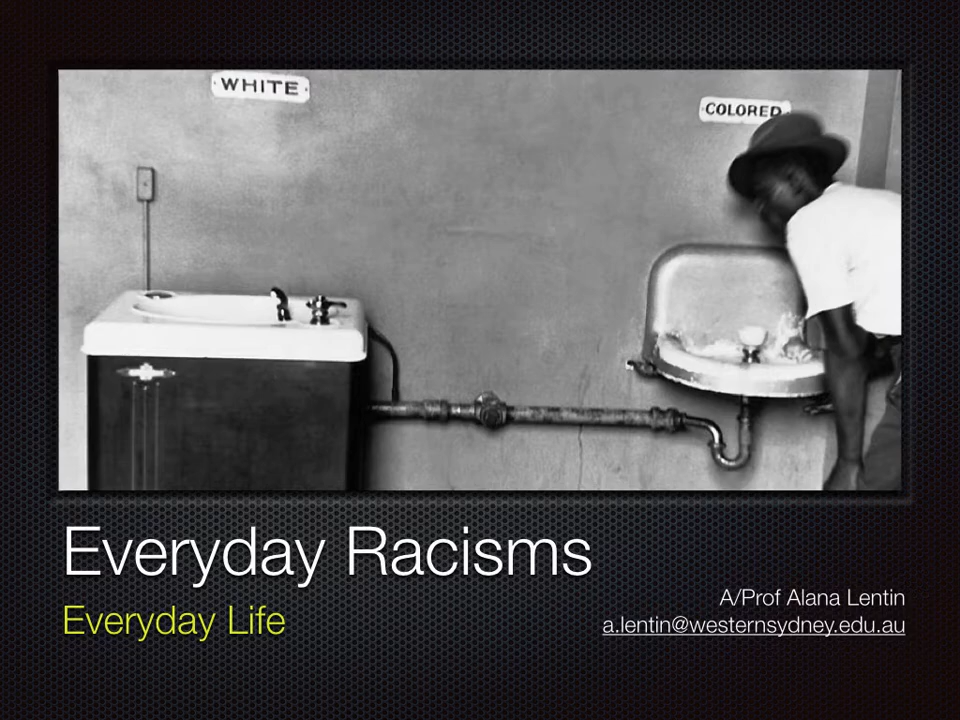 WHITE
COLORED
Everyday Racisms
Everyday Life
A/Prof Alana Lentin
a.lentin@westernsydney.edu.au